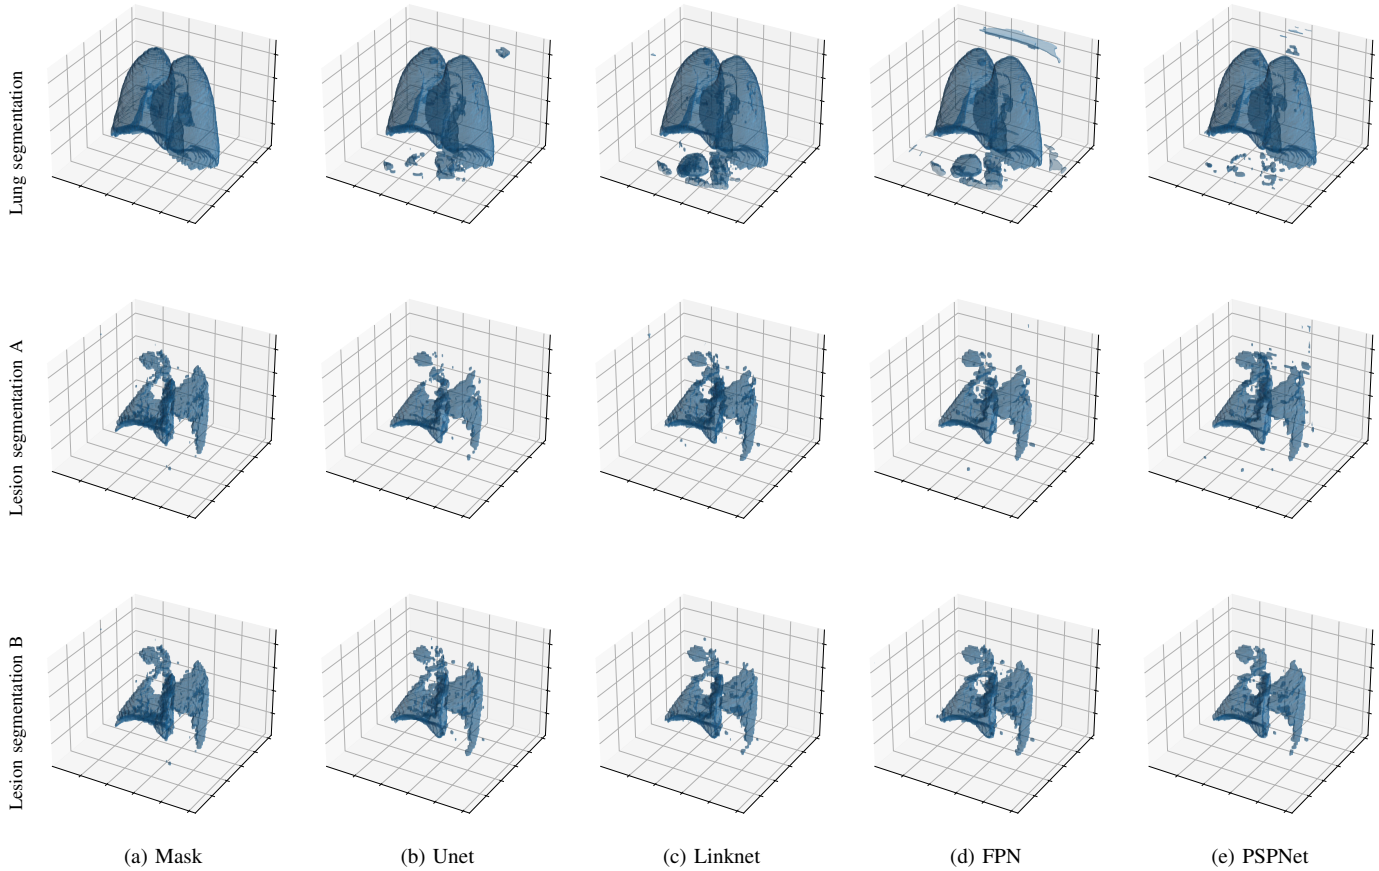 Lung segmentation
Lesion segmentation A
Lesion segmentation B
(a) Mask
(b) Unet
(c) Linknet
(d) FPN
(e) PSPNet